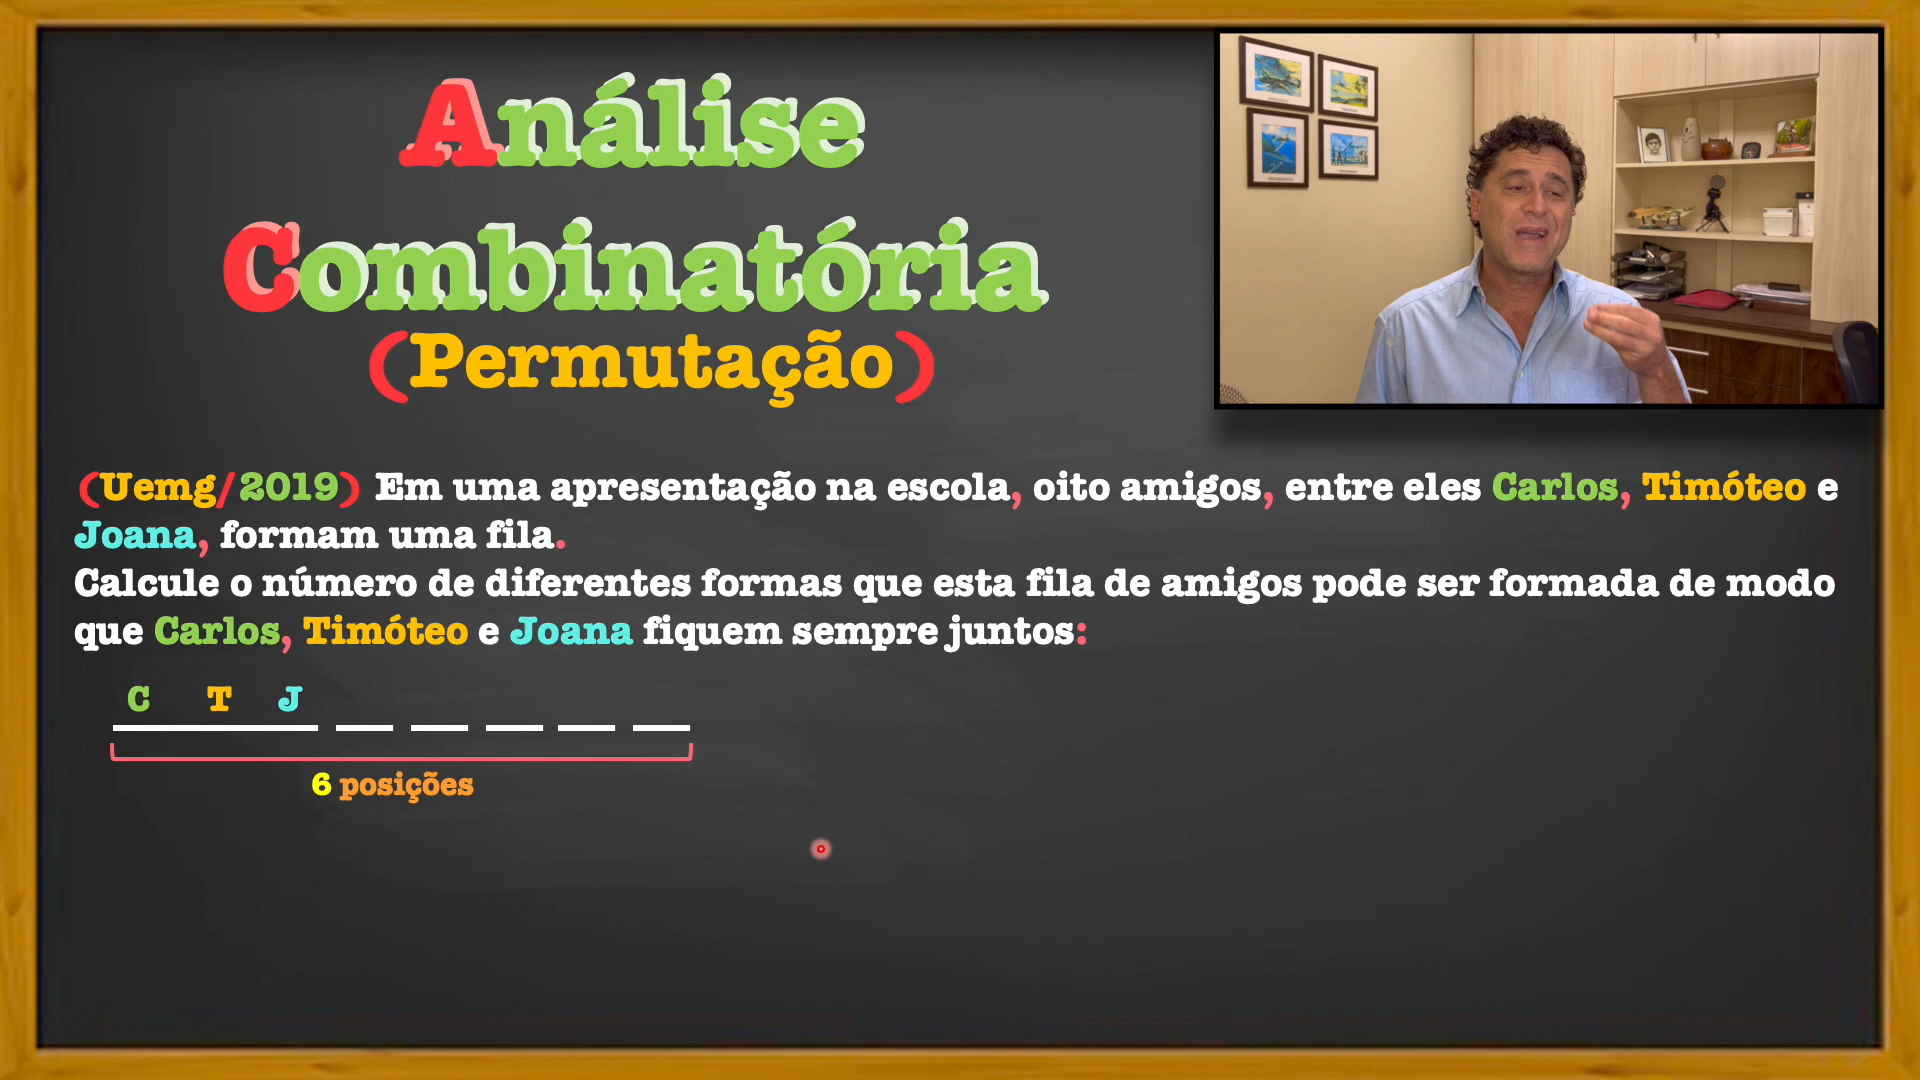 Análise
Combinatória
(Permutação)
(Uemg/2019) Em uma apresentação na escola, oito amigos, entre eles Carlos, Timóteo e
Joana, formam uma fila.
Calcule o número de diferentes formas que esta fila de amigos pode ser formada de modo
que Carlos, Timóteo e Joana fiquem sempre juntos:
C T J
6 posições